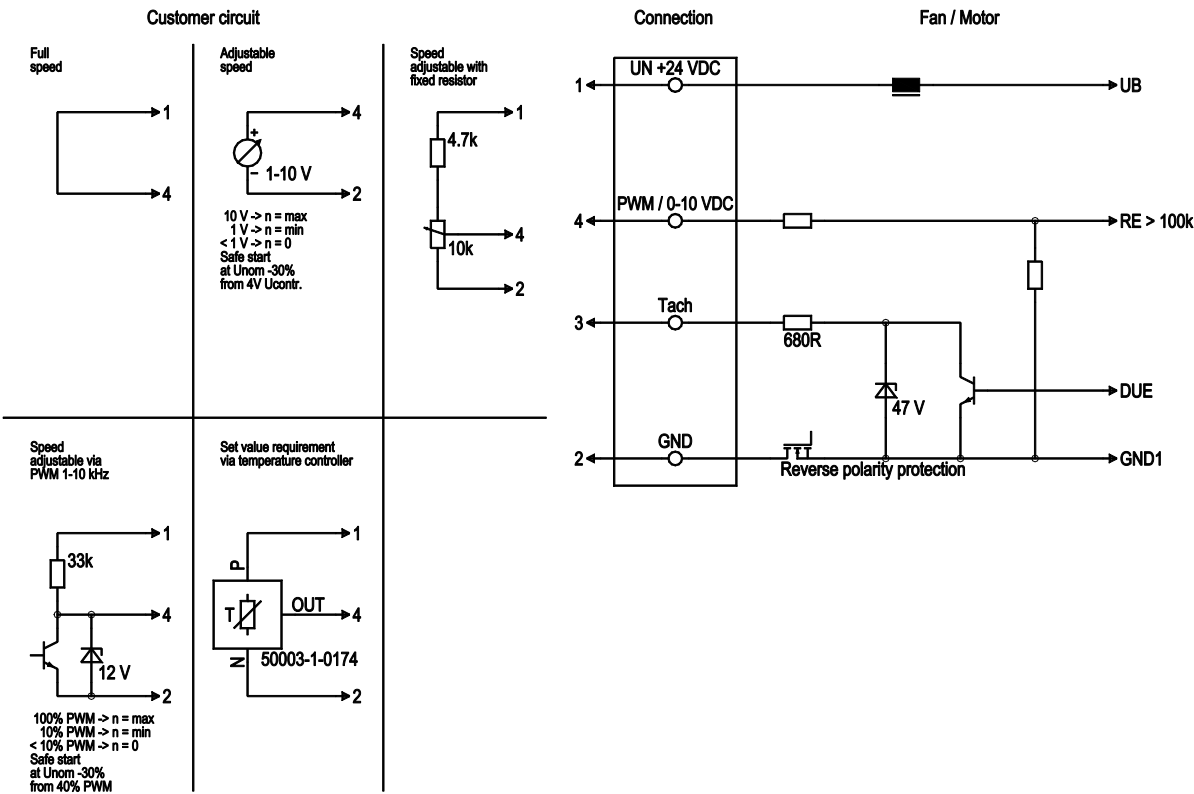 Customer circuit
Connection
Fan / Motor
Full
speed
1
4
Adjustable
speed
4
+
1-10 V
–
2
10 V -> n = max
1 V -> n = min
< 1 V -> n = 0
Safe start
at Unom -30%
from 4V Ucontr.
Speed
adjustable with
fixed resistor
1
4.7k
4
10k
2
Speed
adjustable via
PWM 1-10 kHz
1
33k
4
12 V
2
100% PWM -> n = max
10% PWM -> n = min
< 10% PWM -> n = 0
Safe start
at Unom -30%
from 40% PWM
Set value requirement
via temperature controller
1
P
T
OUT
4
N
50003-1-0174
2
UN +24 VDC
1
UB
PWM / 0-10 VDC
4
RE > 100k
Tach
3
680R
47 V
DUE
GND
2
GND1
Reverse polarity protection